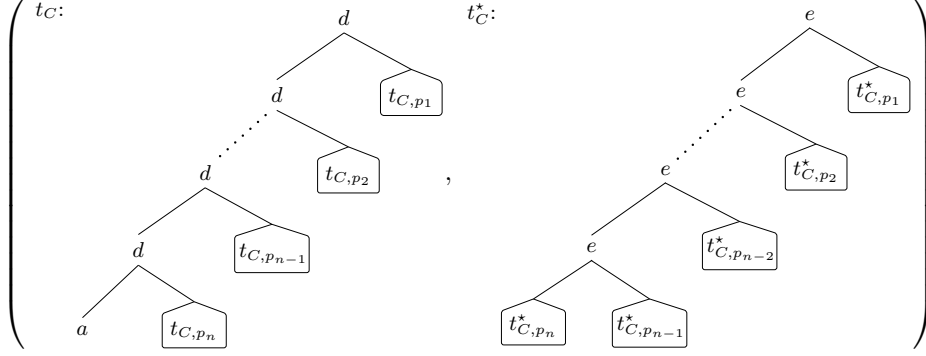 t_C: d t*_C: e
d t_{C,p_1} e t*_{C,p_1}
d t_{C,p_2} , e t*_{C,p_2}
d t_{C,p_{n-1}} e t*_{C,p_{n-2}}
a t_{C,p_n} t*_{C,p_n} t*_{C,p_{n-1}}